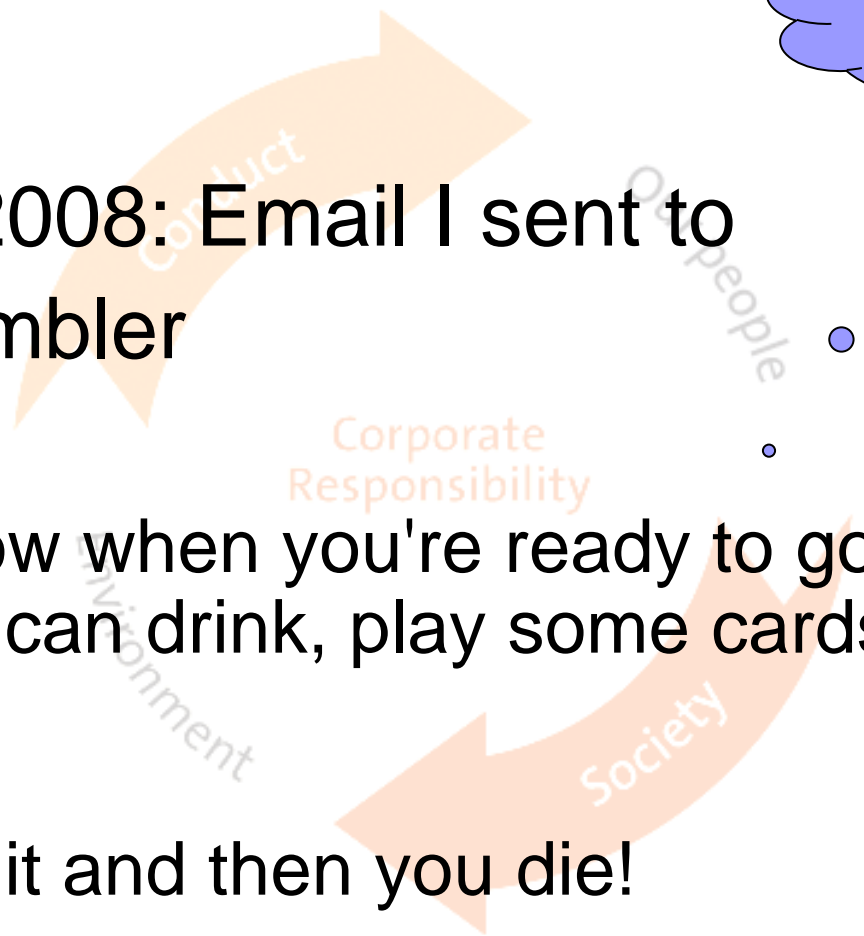 2008: Email I sent to
mbler
ow when you're ready to go
can drink, play some cards
it and then you die!
Conduct
Our people
Corporate
Responsibility
Environment
Society